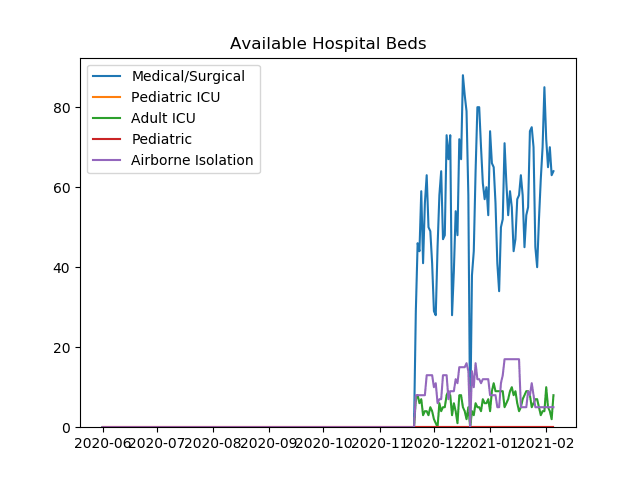 Available Hospital Beds
Medical/Surgical
Pediatric ICU
Adult ICU
Pediatric
Airborne Isolation
80
60
40
20
0
2020-06 2020-07 2020-08 2020-09 2020-10 2020-11 2020-12 2021-01 2021-02